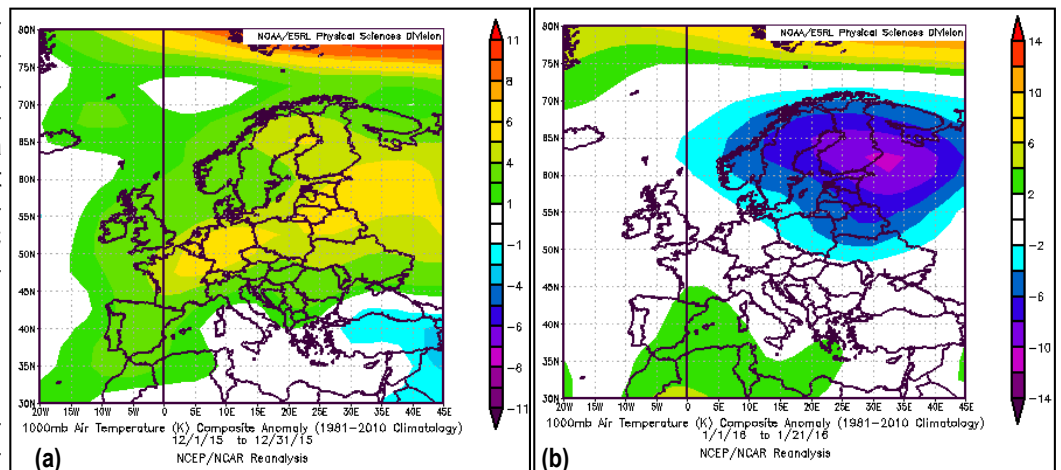 NOAA/ESRL Physical Sciences Division
80N
75N
70N
65N
60N
55N
50N
45N
40N
35N
30N
20W 15W 10W 5W 0 5E 10E 15E 20E 25E 30E 35E 40E 45E
11
8
6
4
1
-1
-4
-6
-8
-11
1000mb Air Temperature (K) Composite Anomaly (1981-2010 Climatology)
12/1/15 to 12/31/15
NCEP/NCAR Reanalysis
(a)
NOAA/ESRL Physical Sciences Division
80N
75N
70N
65N
60N
55N
50N
45N
40N
35N
30N
20W 15W 10W 5W 0 5E 10E 15E 20E 25E 30E 35E 40E 45E
14
10
6
2
-2
-6
-10
-14
1000mb Air Temperature (K) Composite Anomaly (1981-2010 Climatology)
1/1/16 to 1/21/16
NCEP/NCAR Reanalysis
(b)